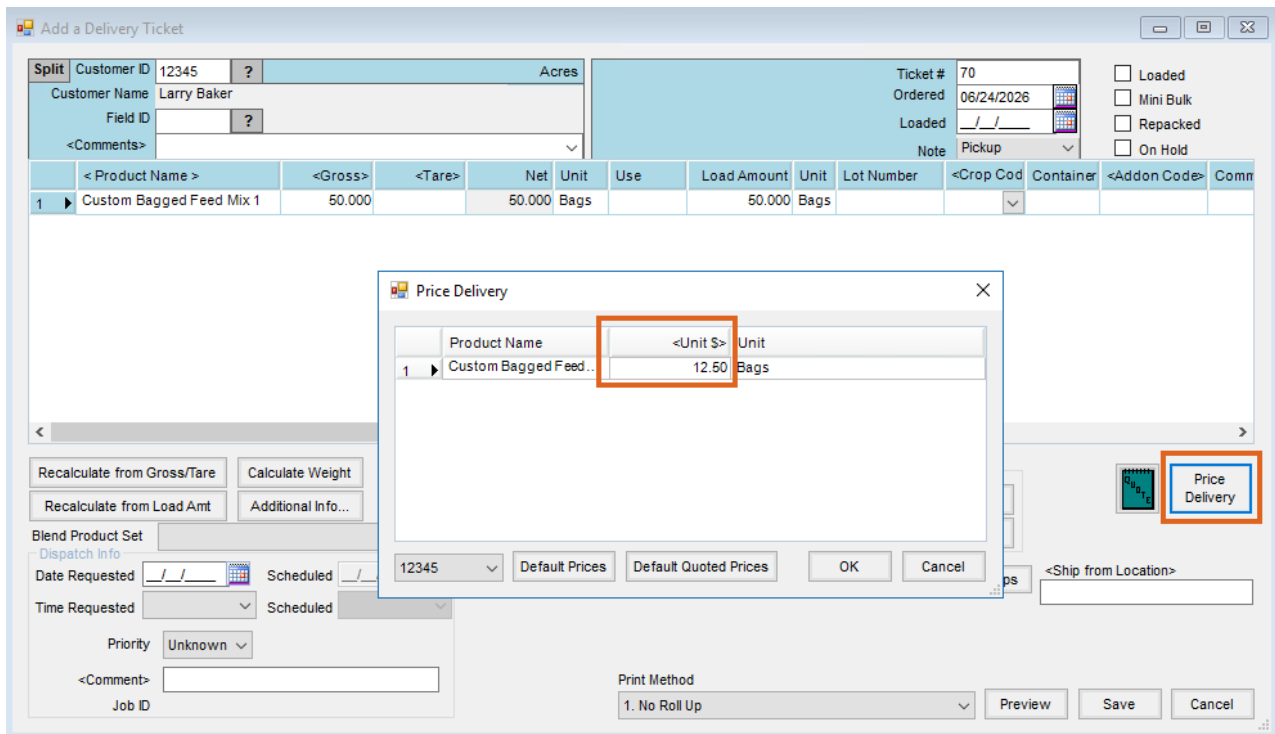 Add a Delivery Ticket
Split Customer ID 12345 ? Acres
Customer Name Larry Baker
Field ID ?
<Comments>
Ticket # 70
Ordered 06/24/2026
Loaded _/_/____
Note Pickup
Loaded
Mini Bulk
Repacked
On Hold
< Product Name > <Gross> <Tare> Net Unit Use Load Amount Unit Lot Number <Crop Cod Container <Addon Code> Comm
1 Custom Bagged Feed Mix 1 50.000 50.000 Bags 50.000 Bags
Price Delivery
Product Name <Unit $> Unit
1 Custom Bagged Feed.. 12.50 Bags
12345 Default Prices Default Quoted Prices OK Cancel
Recalculate from Gross/Tare Calculate Weight
Recalculate from Load Amt Additional Info...
QUOTE
Price
Delivery
Blend Product Set
Dispatch Info
Date Requested _/_/____ Scheduled _/_/
Time Requested Scheduled
Priority Unknown
<Comment>
Job ID
ps
<Ship from Location>
Print Method
1. No Roll Up Preview Save Cancel